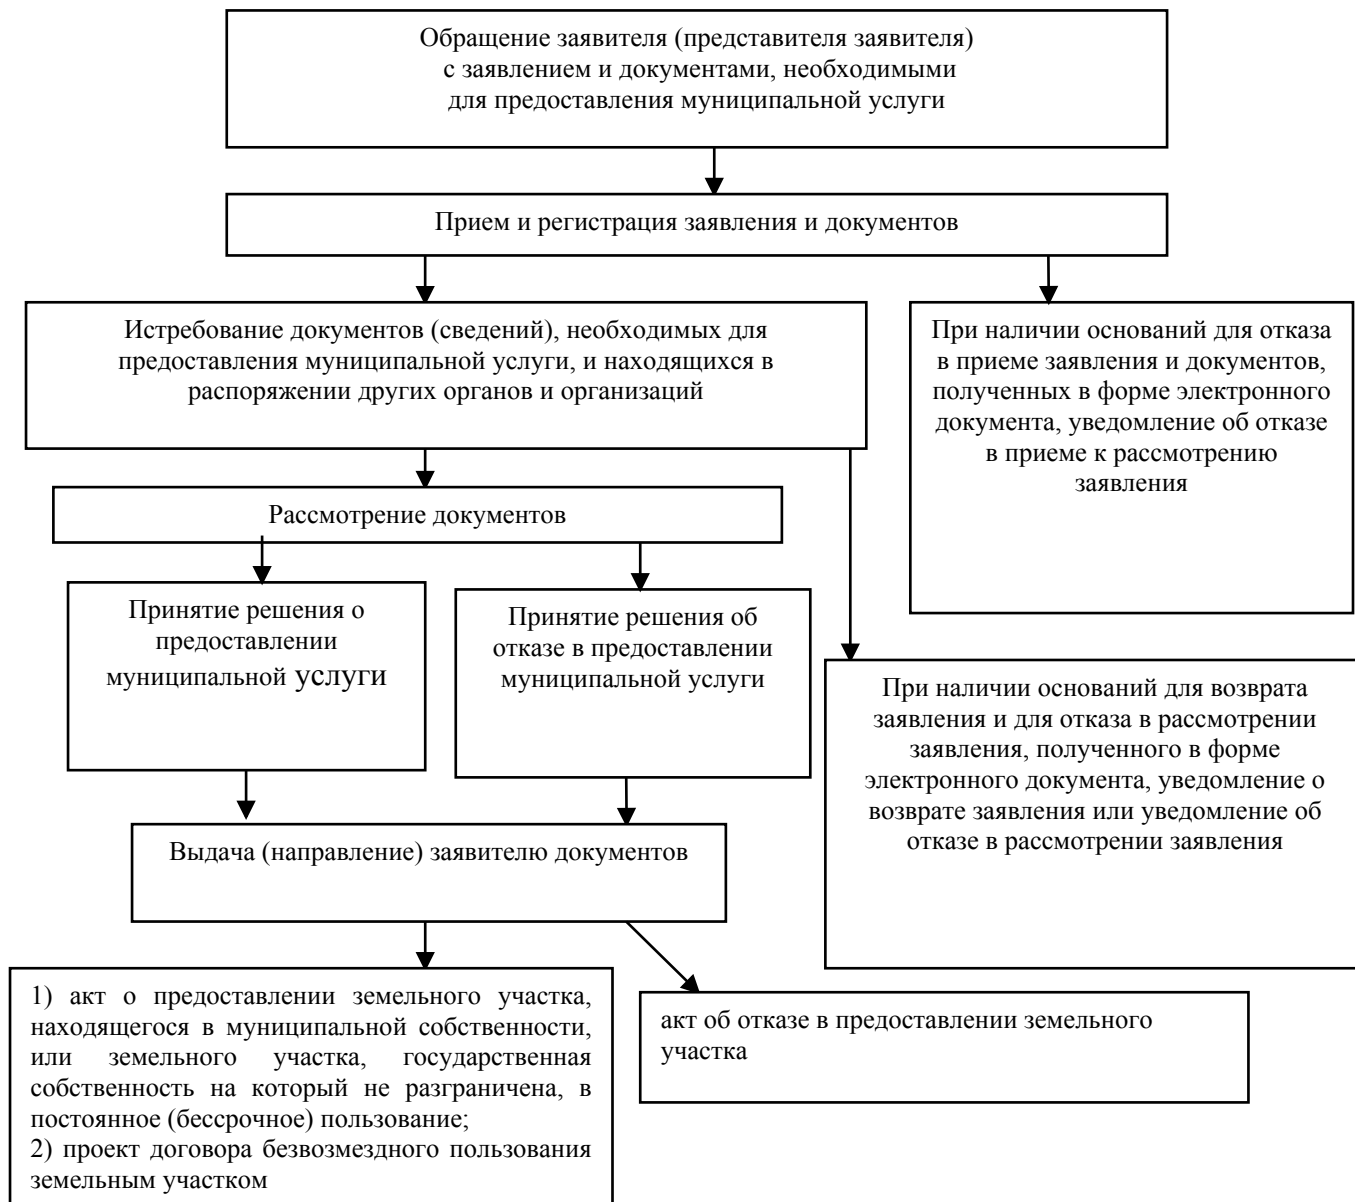 Обращение заявителя (представителя заявителя)
с заявлением и документами, необходимыми
для предоставления муниципальной услуги
Прием и регистрация заявления и документов
Истребование документов (сведений), необходимых для
предоставления муниципальной услуги, и находящихся в
распоряжении других органов и организаций
При наличии оснований для отказа
в приеме заявления и документов,
полученных в форме электронного
документа, уведомление об отказе
в приеме к рассмотрению
заявления
Рассмотрение документов
Принятие решения о
предоставлении
муниципальной услуги
Принятие решения об
отказе в предоставлении
муниципальной услуги
При наличии оснований для возврата
заявления и для отказа в рассмотрении
заявления, полученного в форме
электронного документа, уведомление о
возврате заявления или уведомление об
отказе в рассмотрении заявления
Выдача (направление) заявителю документов
1) акт о предоставлении земельного участка,
находящегося в муниципальной собственности,
или земельного участка, государственная
собственность на который не разграничена, в
постоянное (бессрочное) пользование;
2) проект договора безвозмездного пользования
земельным участком
акт об отказе в предоставлении земельного
участка